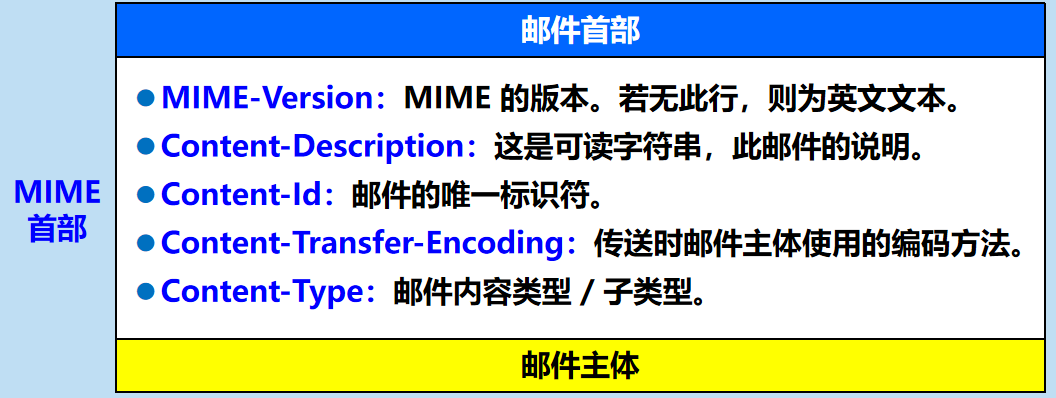 邮件首部
MIME-Version：MIME 的版本。若无此行，则为英文文本。
Content-Description：这是可读字符串，此邮件的说明。
MIME
首部
Content-Id：邮件的唯一标识符。
Content-Transfer-Encoding：传送时邮件主体使用的编码方法。
Content-Type：邮件内容类型 / 子类型。
邮件主体